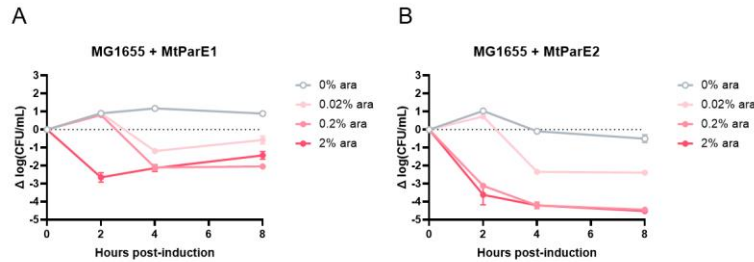 A
MG1655 + MtParE1
Δ log(CFU/mL)
3
2
1
0
-1
-2
-3
-4
-5
0
2
4
6
8
Hours post-induction
0% ara
0.02% ara
0.2% ara
2% ara
B
MG1655 + MtParE2
Δ log(CFU/mL)
3
2
1
0
-1
-2
-3
-4
-5
0
2
4
6
8
Hours post-induction
0% ara
0.02% ara
0.2% ara
2% ara